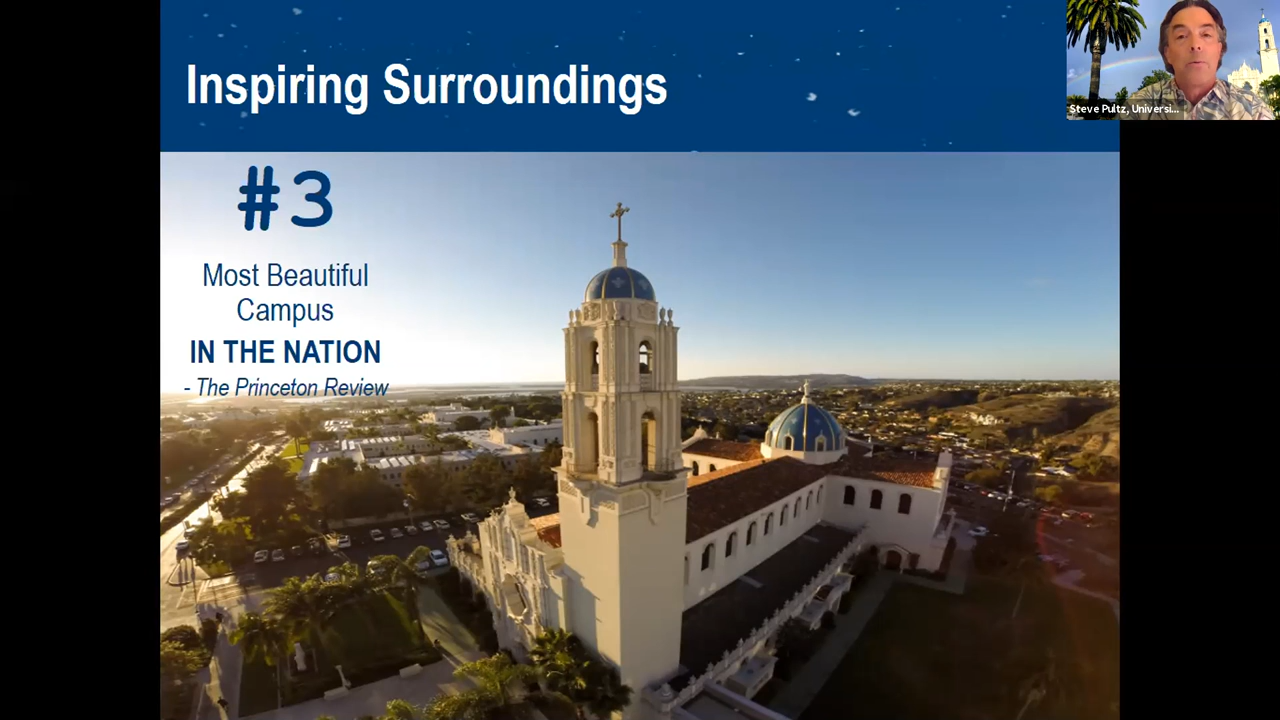 Inspiring Surroundings
Steve Pultz, Universi...
#3
Most Beautiful
Campus
IN THE NATION
- The Princeton Review